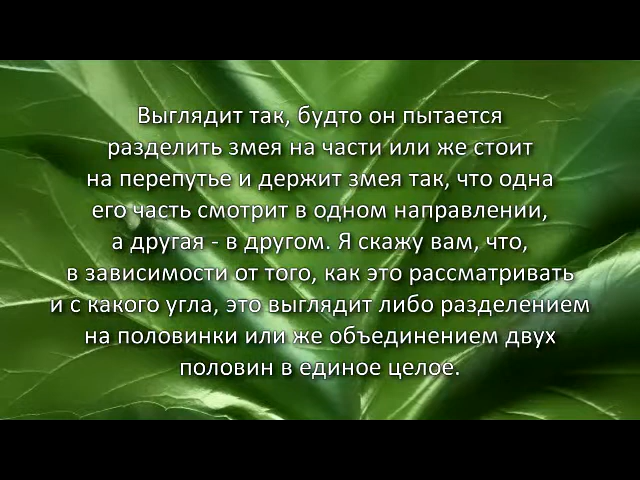 Выглядит так, будто он пытается
разделить змея на части или же стоит
на перепутье и держит змея так, что одна
его часть смотрит в одном направлении,
а другая - в другом. Я скажу вам, что,
в зависимости от того, как это рассматривать
и с какого угла, это выглядит либо разделением
на половинки или же объединением двух
половин в единое целое.